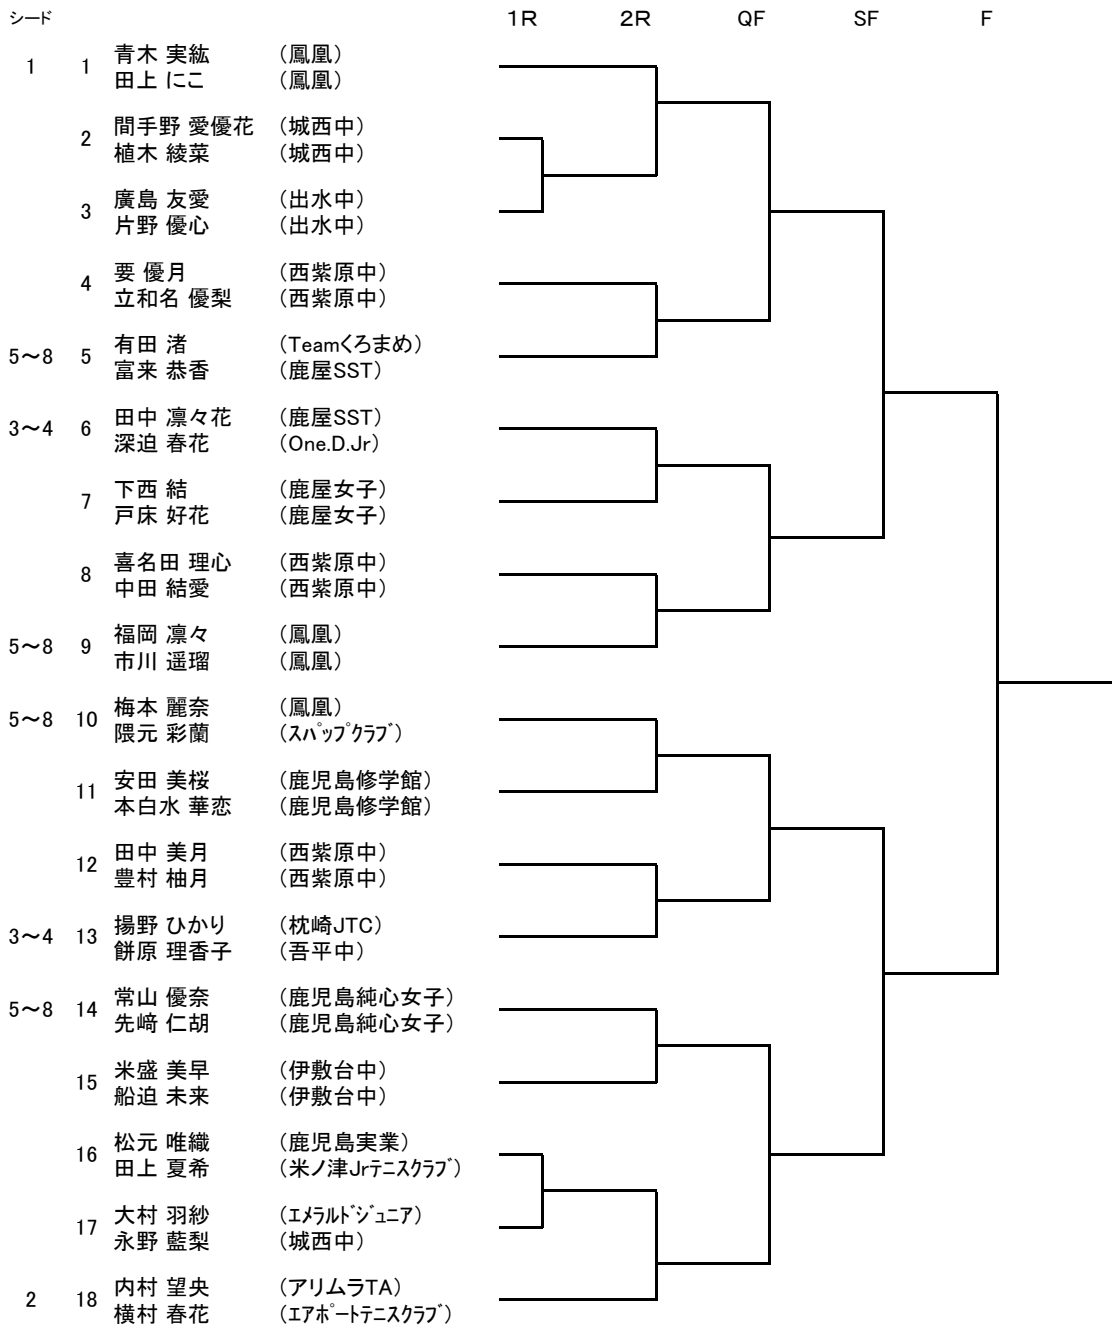 シード 1R 2R QF SF F
青木 実紘 (鳳凰)
1 1
田上 にこ (鳳凰)
間手野 愛優花 (城西中)
2
植木 綾菜 (城西中)
廣島 友愛 (出水中)
3
片野 優心 (出水中)
要 優月 (西紫原中)
4
立和名 優梨 (西紫原中)
有田 渚 (Teamくろまめ)
5～8 5
富来 恭香 (鹿屋SST)
田中 凛々花 (鹿屋SST)
3～4 6
深迫 春花 (One.D.Jr)
下西 結 (鹿屋女子)
7
戸床 好花 (鹿屋女子)
喜名田 理心 (西紫原中)
8
中田 結愛 (西紫原中)
福岡 凛々 (鳳凰)
5～8 9
市川 遥瑠 (鳳凰)
梅本 麗奈 (鳳凰)
5～8 10
隈元 彩蘭 (ｽﾊﾟｯﾌﾟｸﾗﾌﾞ)
安田 美桜 (鹿児島修学館)
11
本白水 華恋 (鹿児島修学館)
田中 美月 (西紫原中)
12
豊村 柚月 (西紫原中)
揚野 ひかり (枕崎JTC)
3～4 13
餅原 理香子 (吾平中)
常山 優奈 (鹿児島純心女子)
5～8 14
先﨑 仁胡 (鹿児島純心女子)
米盛 美早 (伊敷台中)
15
船迫 未来 (伊敷台中)
松元 唯織 (鹿児島実業)
16
田上 夏希 (米ノ津Jrﾃﾆｽｸﾗﾌﾞ)
大村 羽紗 (ｴﾒﾗﾙﾄﾞｼﾞｭﾆｱ)
17
永野 藍梨 (城西中)
内村 望央 (アリムラTA)
2 18
横村 春花 (ｴｱﾎﾟｰﾄﾃﾆｽｸﾗﾌﾞ)